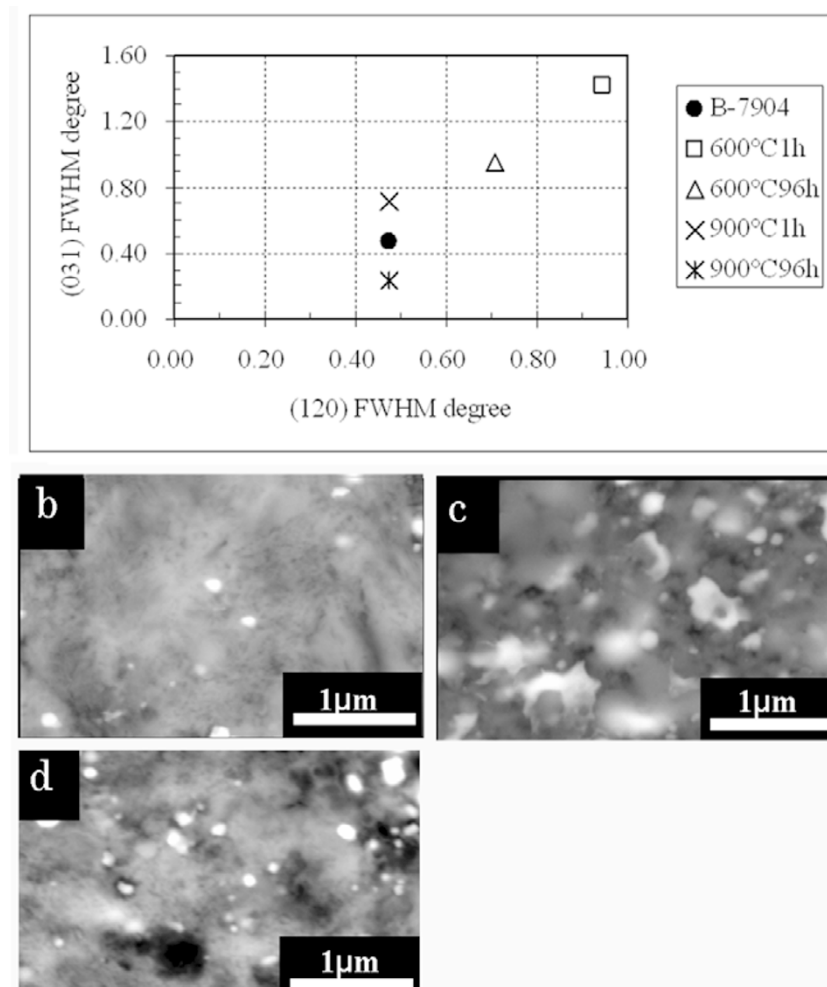 1.60
1.20
0.80
0.40
0.00
(031) FWHM degree
0.00 0.20 0.40 0.60 0.80 1.00
(120) FWHM degree
B-7904
600°C1h
600°C96h
900°C1h
900°C96h
b
1μm
c
1μm
d
1μm